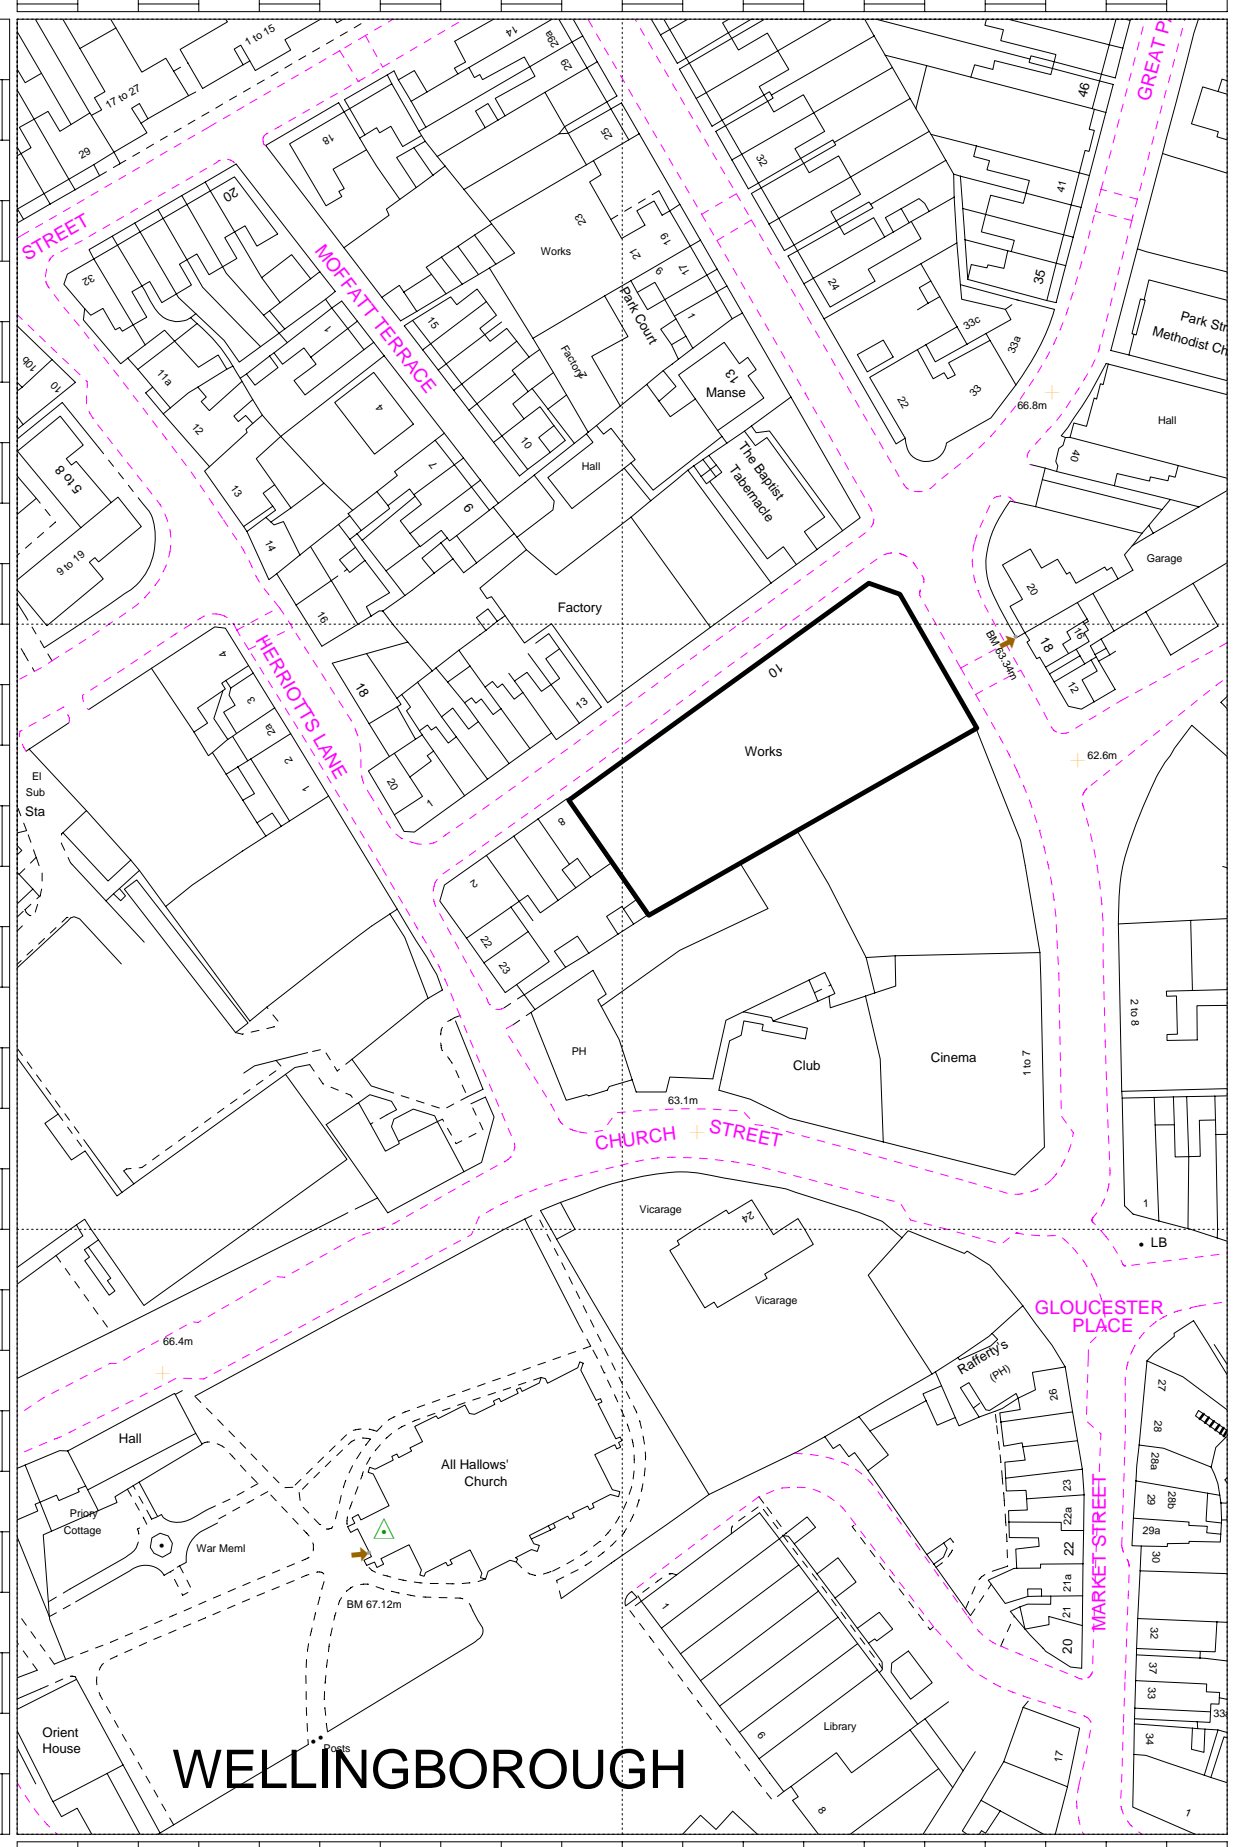 1 to 15
14
29a
29
17 to 27
29
18
25
32
46
GREAT P
41
STREET
20
32
MOFFATT TERRACE
23
Works
19
21
9
17
1
Park Court
24
35
33c
33a
33
22
66.8m
Park Str
Methodist Ch
Hall
40
10b
10
11a
12
1
4
15
Factory
2
13
Manse
7
6
10
Hall
The Baptist
Tabernacle
5 to 8
9 to 19
13
14
16
Factory
Garage
20
BM 63.34m
18
16
12
62.6m
HERRIOTTS LANE
4
3
2a
2
1
18
20
1
13
10
Works
El
Sub
Sta
8
2
22
23
PH
Club
Cinema
1 to 7
2 to 8
63.1m
CHURCH STREET
1
LB
Vicarage
24
Vicarage
GLOUCESTER
PLACE
66.4m
Rafferty's
(PH)
26
27
28
28a
28b
29
29a
30
Hall
All Hallows'
Church
Priory
Cottage
War Meml
BM 67.12m
23
22a
22
21a
21
20
MARKET STREET
32
37
33
33a
34
1
6
Library
8
17
1
Orient
House
Posts
WELLINGBOROUGH